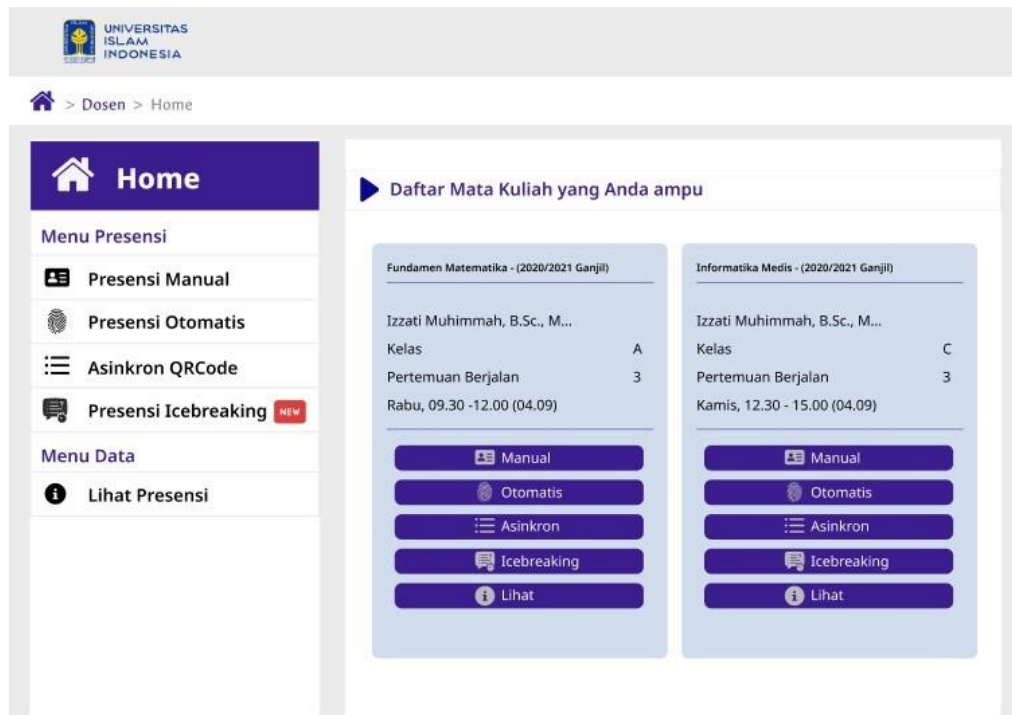 UNIVERSITAS
ISLAM
INDONESIA
> Dosen > Home
Home
Menu Presensi
Presensi Manual
Presensi Otomatis
Asinkron QRCode
Presensi Icebreaking NEW
Menu Data
Lihat Presensi
Daftar Mata Kuliah yang Anda ampu
Fundamen Matematika - (2020/2021 Ganjil)
Izzati Muhimmah, B.Sc., M...
Kelas A
Pertemuan Berjalan 3
Rabu, 09.30 -12.00 (04.09)
Manual
Otomatis
Asinkron
Icebreaking
Lihat
Informatika Medis - (2020/2021 Ganjil)
Izzati Muhimmah, B.Sc., M...
Kelas C
Pertemuan Berjalan 3
Kamis, 12.30 - 15.00 (04.09)
Manual
Otomatis
Asinkron
Icebreaking
Lihat